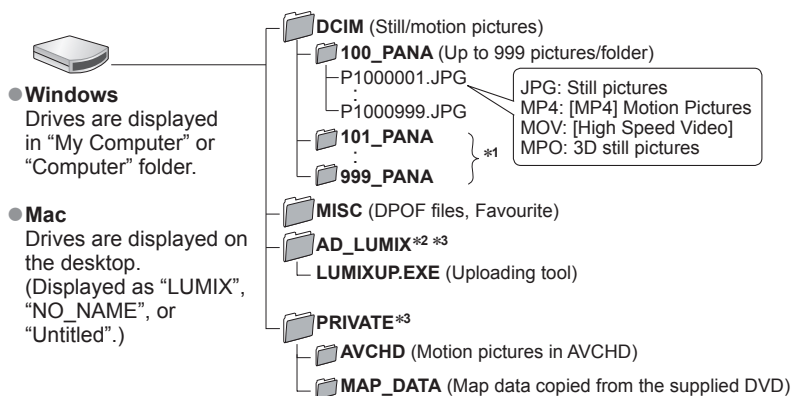 ●Windows
Drives are displayed
in “My Computer” or
“Computer” folder.
●Mac
Drives are displayed on
the desktop.
(Displayed as “LUMIX”,
“NO_NAME”, or
“Untitled”.)
DCIM (Still/motion pictures)
100_PANA (Up to 999 pictures/folder)
P1000001.JPG
:
P1000999.JPG
JPG: Still pictures
MP4: [MP4] Motion Pictures
MOV: [High Speed Video]
MPO: 3D still pictures
101_PANA
:
999_PANA
*1
MISC (DPOF files, Favourite)
AD_LUMIX*2 *3
LUMIXUP.EXE (Uploading tool)
PRIVATE*3
AVCHD (Motion pictures in AVCHD)
MAP_DATA (Map data copied from the supplied DVD)